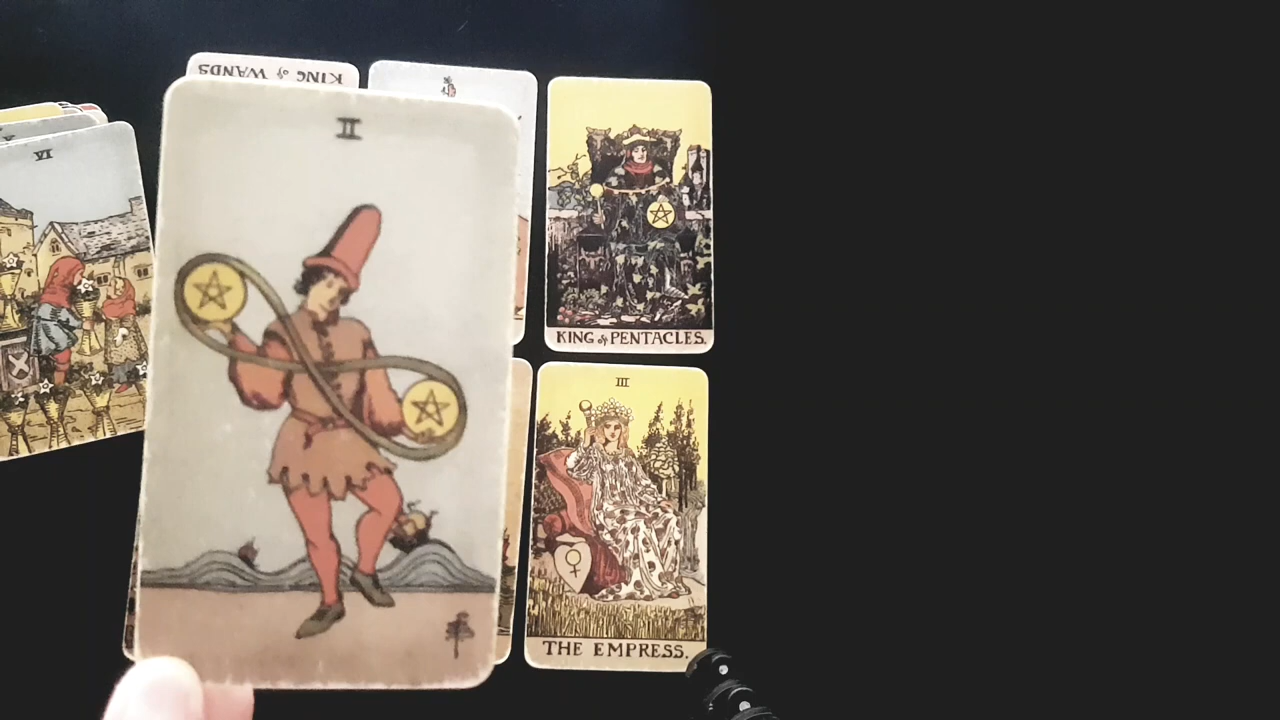 KING of WANDS
II
VI
X
KING of PENTACLES.
III
THE EMPRESS.